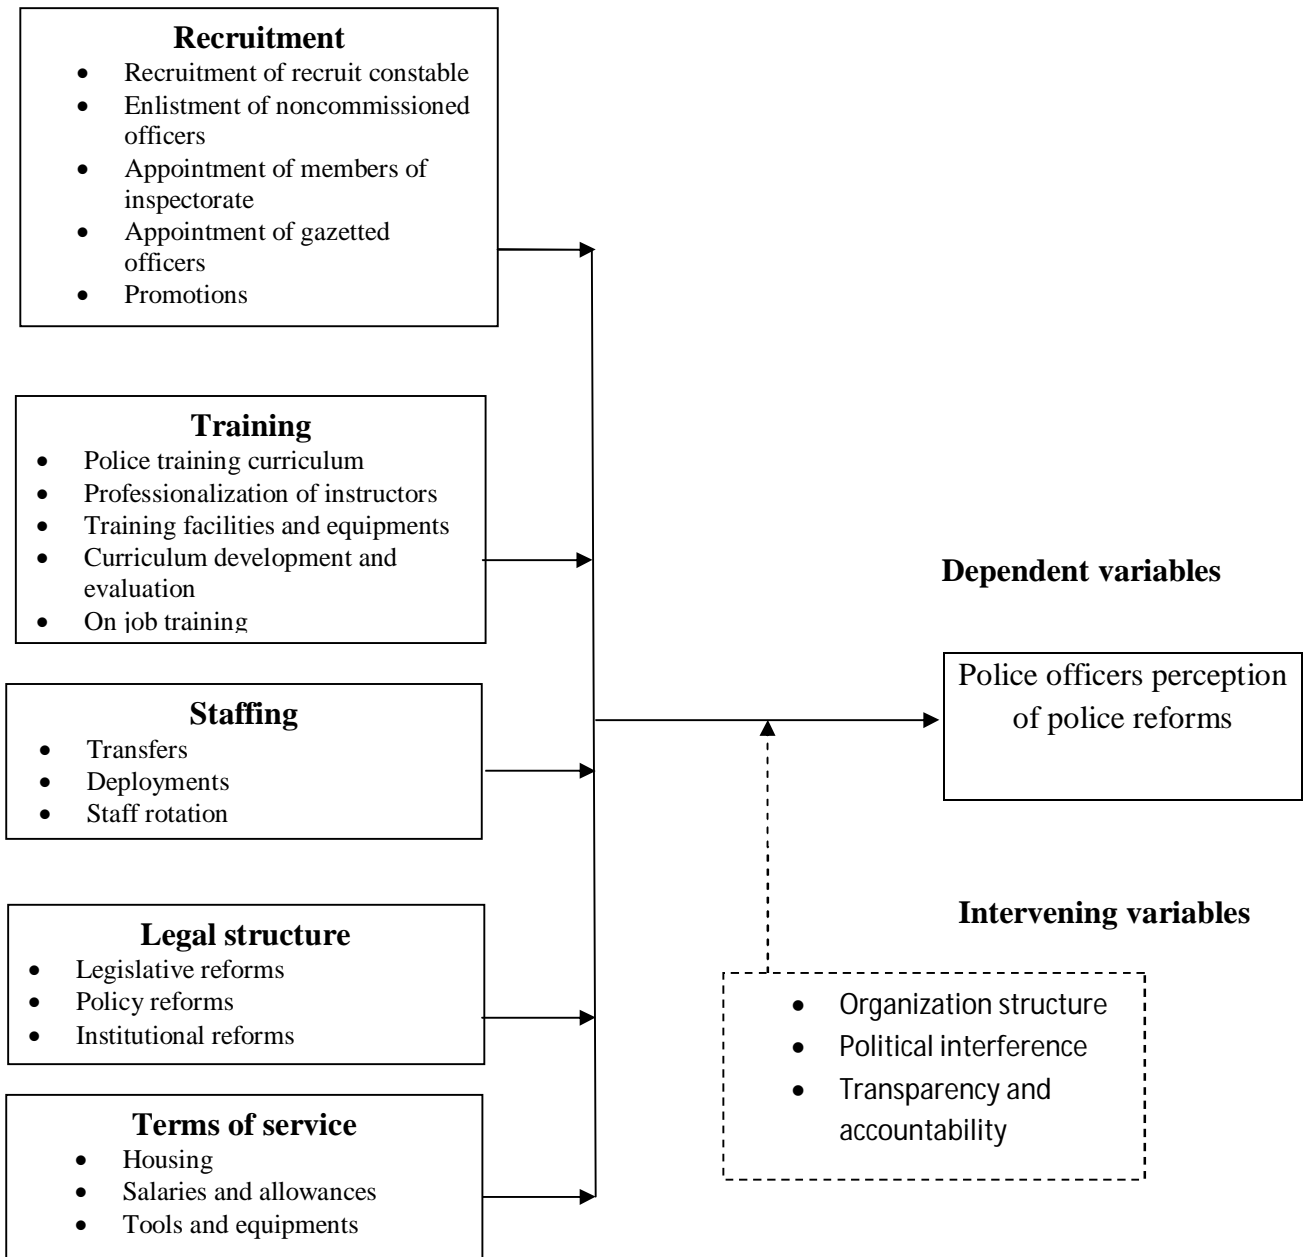 Recruitment
• Recruitment of recruit constable
• Enlistment of noncommissioned
officers
• Appointment of members of
inspectorate
• Appointment of gazetted
officers
• Promotions
Training
• Police training curriculum
• Professionalization of instructors
• Training facilities and equipments
• Curriculum development and
evaluation
• On job training
Staffing
• Transfers
• Deployments
• Staff rotation
Legal structure
• Legislative reforms
• Policy reforms
• Institutional reforms
Terms of service
• Housing
• Salaries and allowances
• Tools and equipments
Dependent variables
Police officers perception
of police reforms
Intervening variables
• Organization structure
• Political interference
• Transparency and
accountability